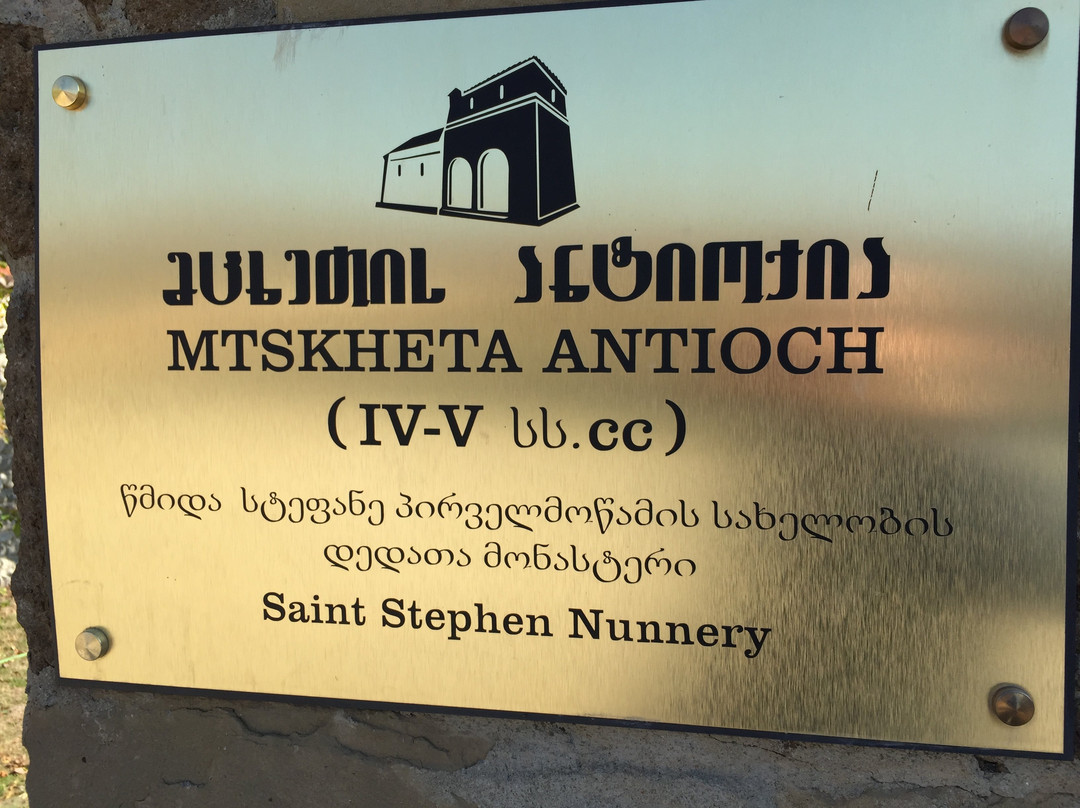 მცხეთის ანტიოქია
MTSKHETA ANTIOCH
(IV-V სს.cc)
წმიდა სტეფანე პირველმოწამის სახელობის
დედათა მონასტერი
Saint Stephen Nunnery